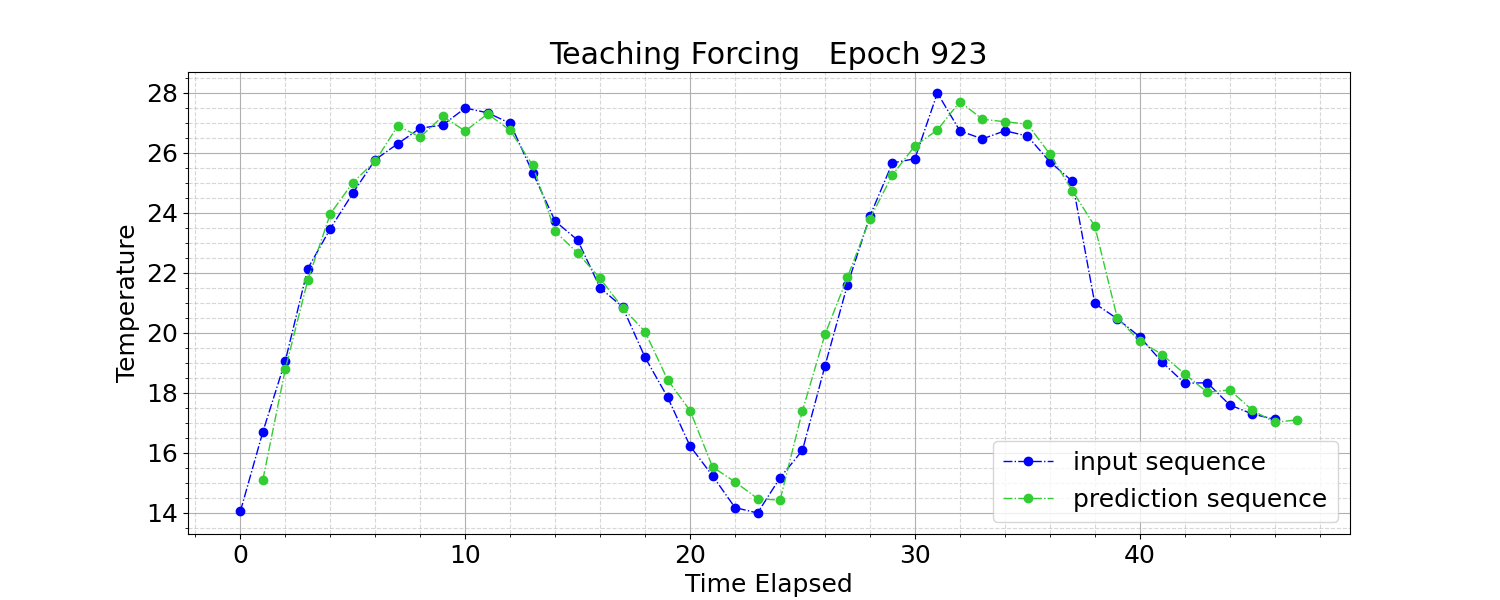 Teaching Forcing   Epoch 923
Temperature
28
26
24
22
20
18
16
14
0 10 20 30 40
Time Elapsed
input sequence
prediction sequence